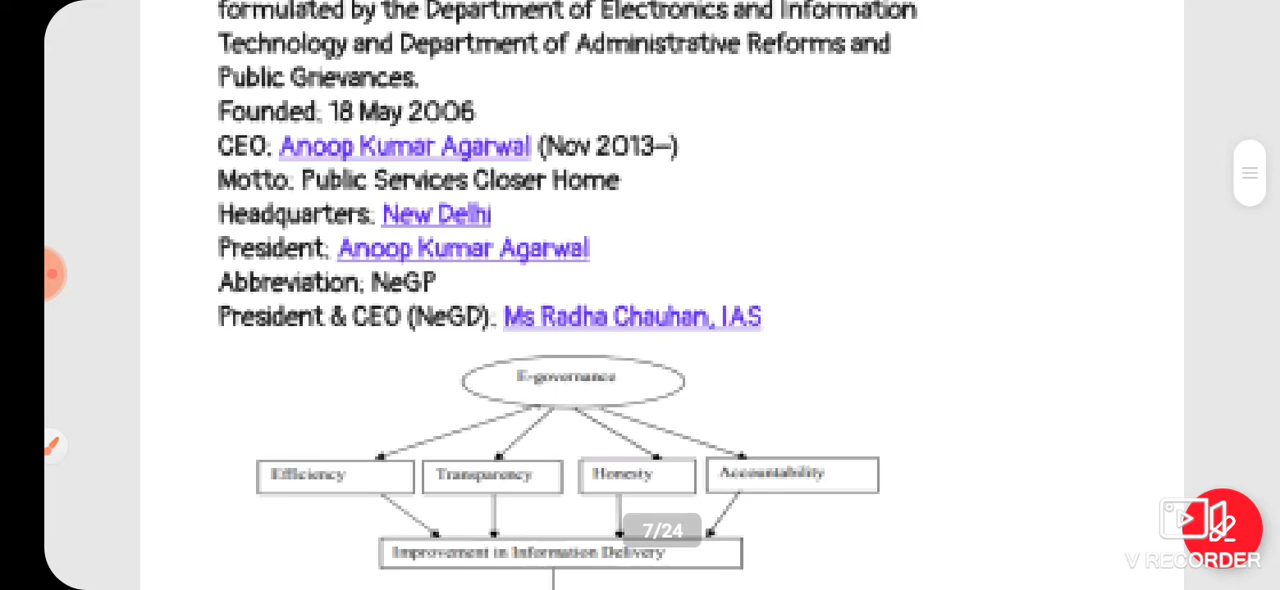 formulated by the Department of Electronics and Information
Technology and Department of Administrative Reforms and
Public Grievances.
Founded: 18 May 2006
CEO: Anoop Kumar Agarwal (Nov 2013–)
Motto: Public Services Closer Home
Headquarters: New Delhi
President: Anoop Kumar Agarwal
Abbreviation: NeGP
President & CEO (NeGD): Ms Radha Chauhan, IAS
E-governance
Efficiency Transparency Honesty Accountability
7/24
Improvement in Information Delivery
V RECORDER